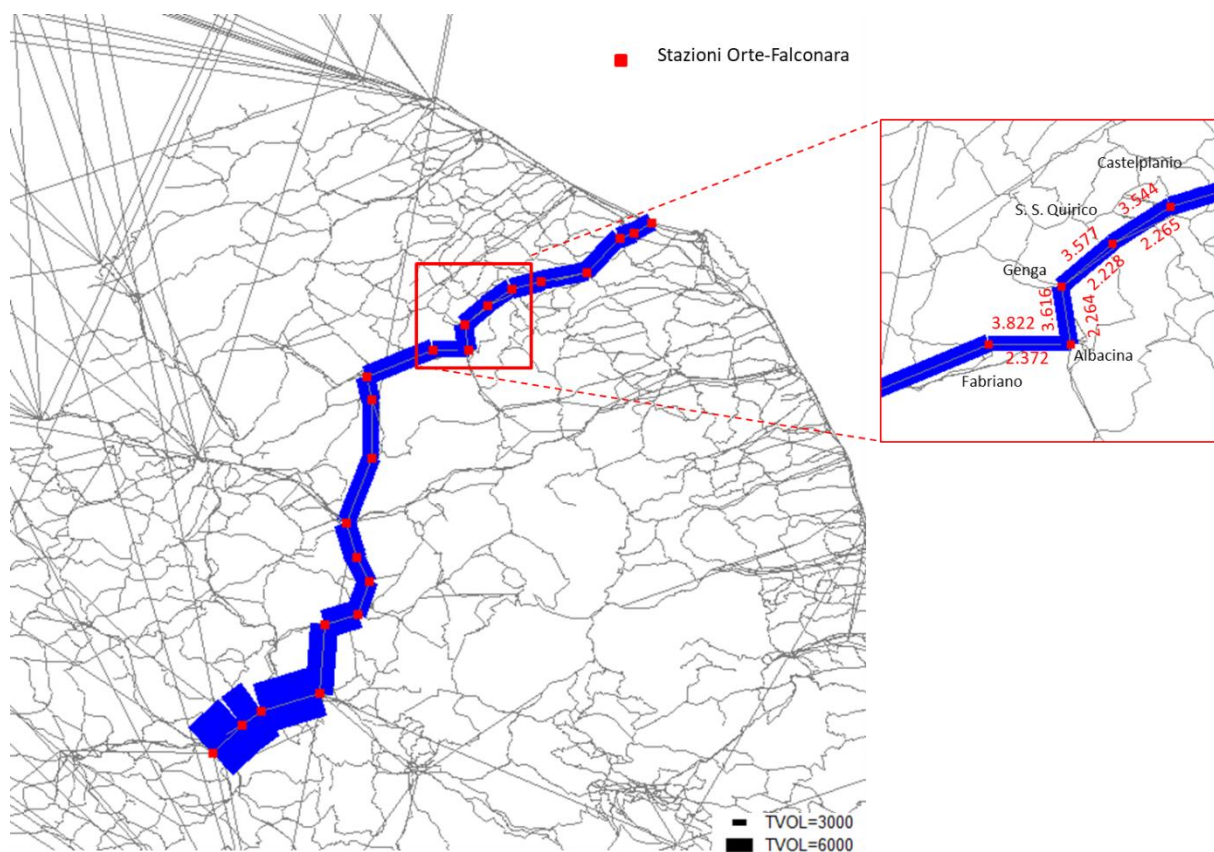 Stazioni Orte-Falconara
Castelplanio
3.544
S. S. Quirico
2.265
3.577
Genga
2.228
3.616
2.264
3.822
Albacina
2.372
Fabriano
TVOL=3000
TVOL=6000